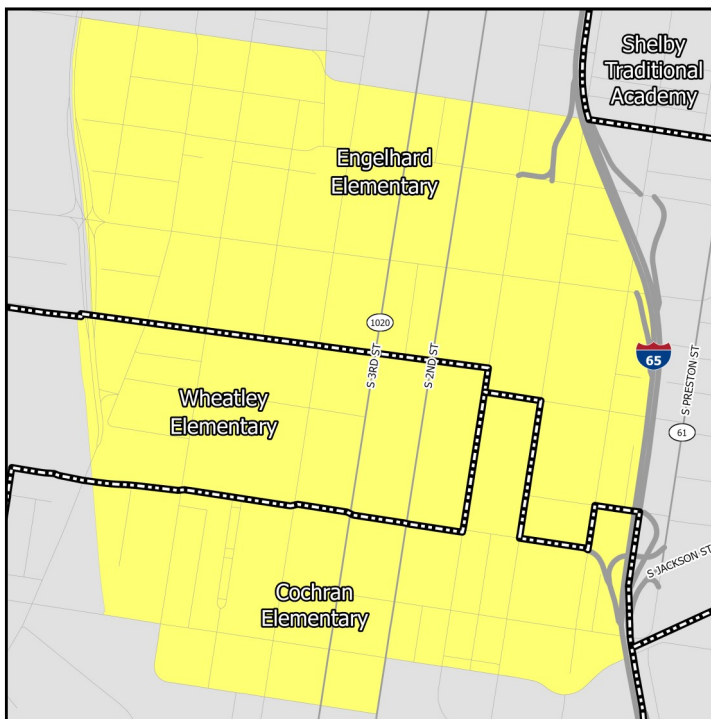 Shelby
Traditional
Academy
Engelhard
Elementary
1020
S 3RD ST
S 2ND ST
65
S PRESTON ST
61
Wheatley
Elementary
S JACKSON ST
Cochran
Elementary